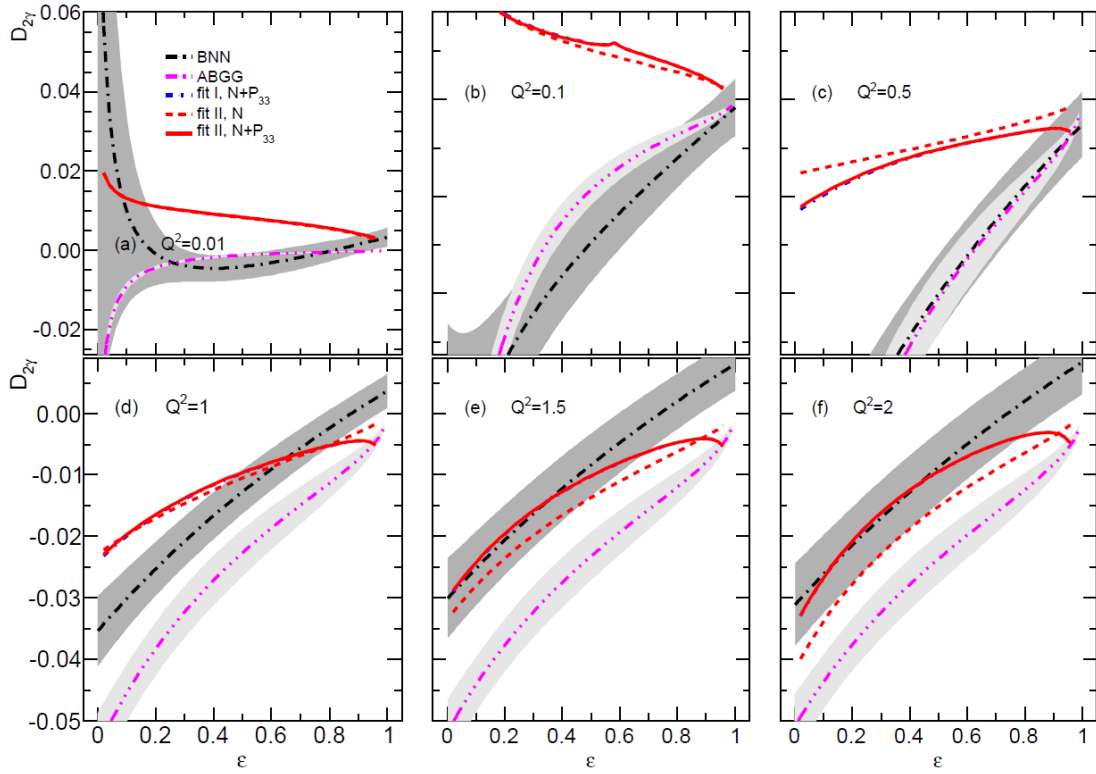 D2γ
0.06
0.04
0.02
0.00
-0.02
BNN
ABGG
fit I, N+P33
fit II, N
fit II, N+P33
(a) Q²=0.01
(b) Q²=0.1
(c) Q²=0.5
D2γ
0.00
-0.01
-0.02
-0.03
-0.04
-0.05
(d) Q²=1
(e) Q²=1.5
(f) Q²=2
0 0.2 0.4 0.6 0.8 1
0 0.2 0.4 0.6 0.8 1
0 0.2 0.4 0.6 0.8 1
ε
ε
ε